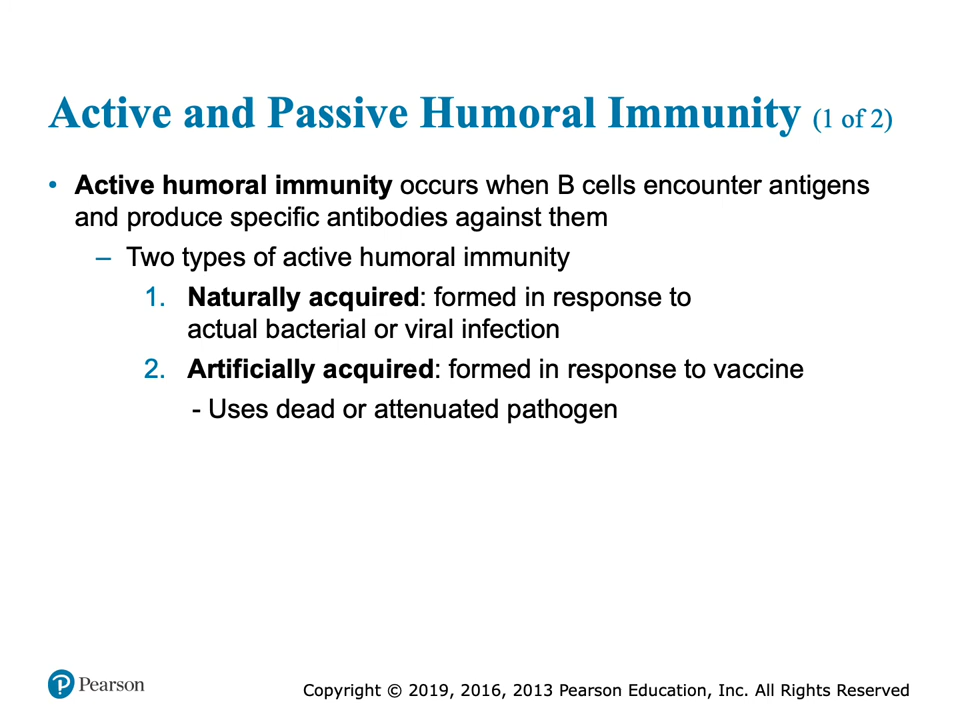 Active and Passive Humoral Immunity (1 of 2)
• Active humoral immunity occurs when B cells encounter antigens
and produce specific antibodies against them
– Two types of active humoral immunity
1. Naturally acquired: formed in response to
actual bacterial or viral infection
2. Artificially acquired: formed in response to vaccine
- Uses dead or attenuated pathogen
P Pearson
Copyright © 2019, 2016, 2013 Pearson Education, Inc. All Rights Reserved